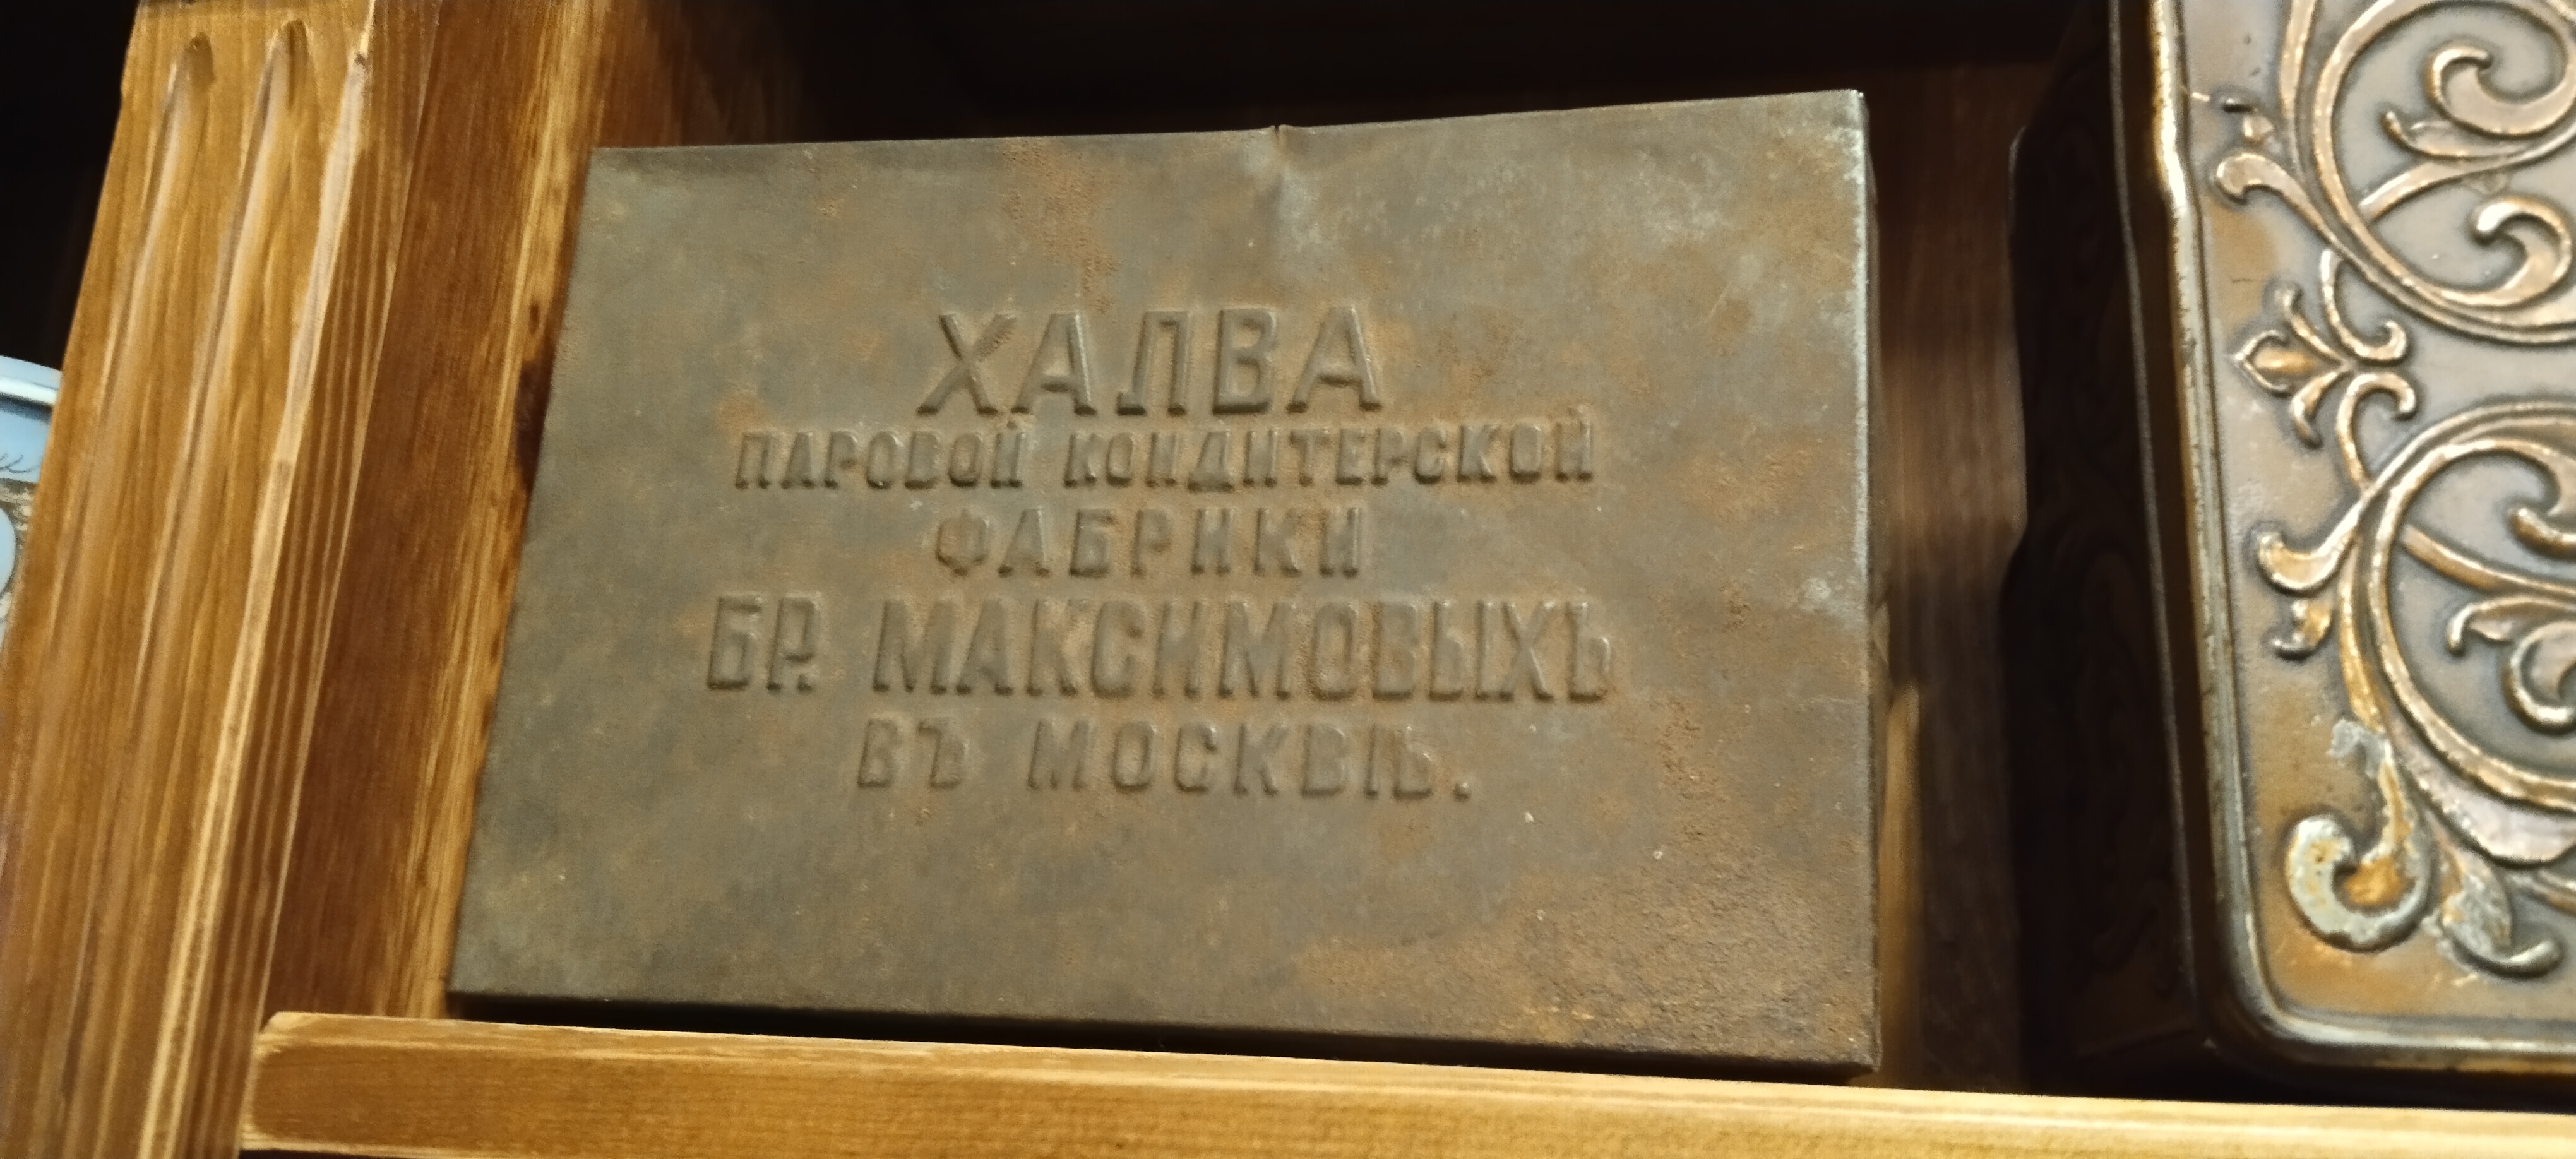 ХАЛВА
ПАРОВОЙ КОНДИТЕРСКОЙ
ФАБРИКИ
БР. МАКСИМОВЫХЪ
ВЪ МОСКВѢ.